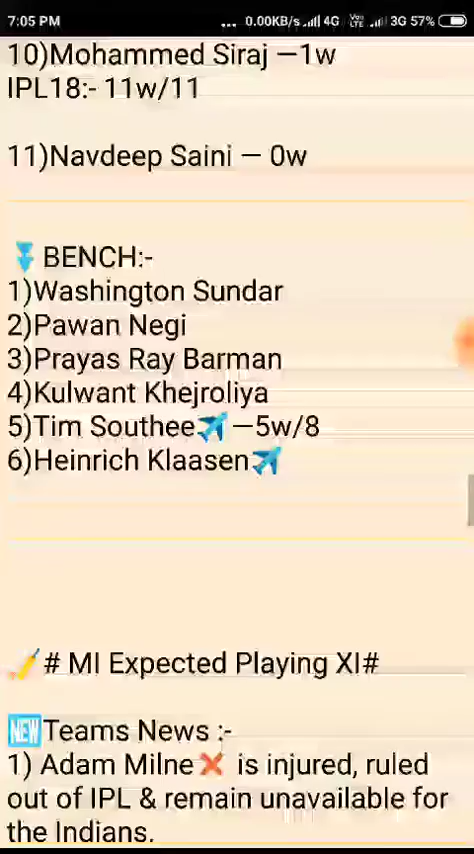 7:05 PM ... 0.00KB/s 4G VoLTE 3G 57%
10)Mohammed Siraj —1w
IPL18:- 11w/11
11)Navdeep Saini — 0w
⏬ BENCH:-
1)Washington Sundar
2)Pawan Negi
3)Prayas Ray Barman
4)Kulwant Khejroliya
5)Tim Southee✈️—5w/8
6)Heinrich Klaasen✈️
🏏# MI Expected Playing XI#
🆕Teams News :-
1) Adam Milne❌ is injured, ruled
out of IPL & remain unavailable for
the Indians.